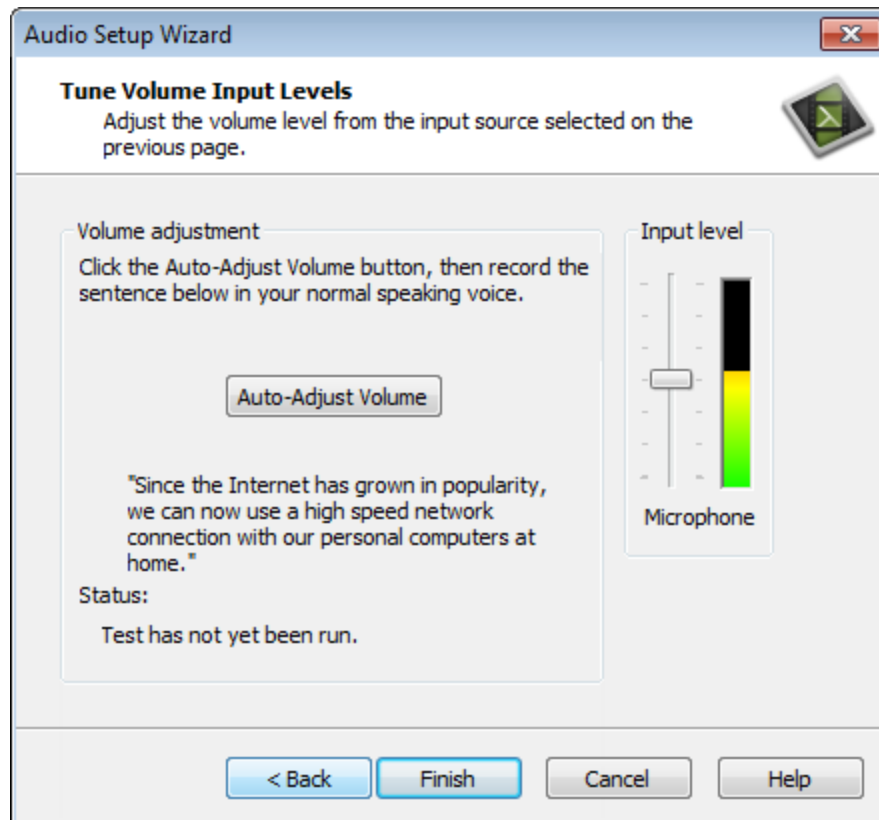 Audio Setup Wizard
Tune Volume Input Levels
Adjust the volume level from the input source selected on the
previous page.
Volume adjustment
Click the Auto-Adjust Volume button, then record the
sentence below in your normal speaking voice.
Auto-Adjust Volume
"Since the Internet has grown in popularity,
we can now use a high speed network
connection with our personal computers at
home."
Status:
Test has not yet been run.
Input level
Microphone
< Back
Finish
Cancel
Help